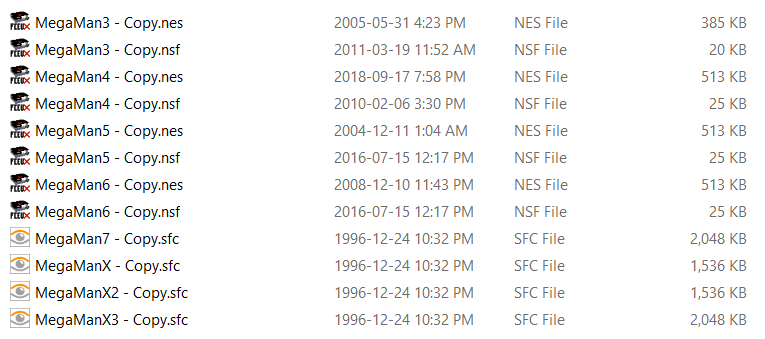 MegaMan3 - Copy.nes 2005-05-31 4:23 PM NES File 385 KB
MegaMan3 - Copy.nsf 2011-03-19 11:52 AM NSF File 20 KB
MegaMan4 - Copy.nes 2018-09-17 7:58 PM NES File 513 KB
MegaMan4 - Copy.nsf 2010-02-06 3:30 PM NSF File 25 KB
MegaMan5 - Copy.nes 2004-12-11 1:04 AM NES File 513 KB
MegaMan5 - Copy.nsf 2016-07-15 12:17 PM NSF File 25 KB
MegaMan6 - Copy.nes 2008-12-10 11:43 PM NES File 513 KB
MegaMan6 - Copy.nsf 2016-07-15 12:17 PM NSF File 25 KB
MegaMan7 - Copy.sfc 1996-12-24 10:32 PM SFC File 2,048 KB
MegaManX - Copy.sfc 1996-12-24 10:32 PM SFC File 1,536 KB
MegaManX2 - Copy.sfc 1996-12-24 10:32 PM SFC File 1,536 KB
MegaManX3 - Copy.sfc 1996-12-24 10:32 PM SFC File 2,048 KB